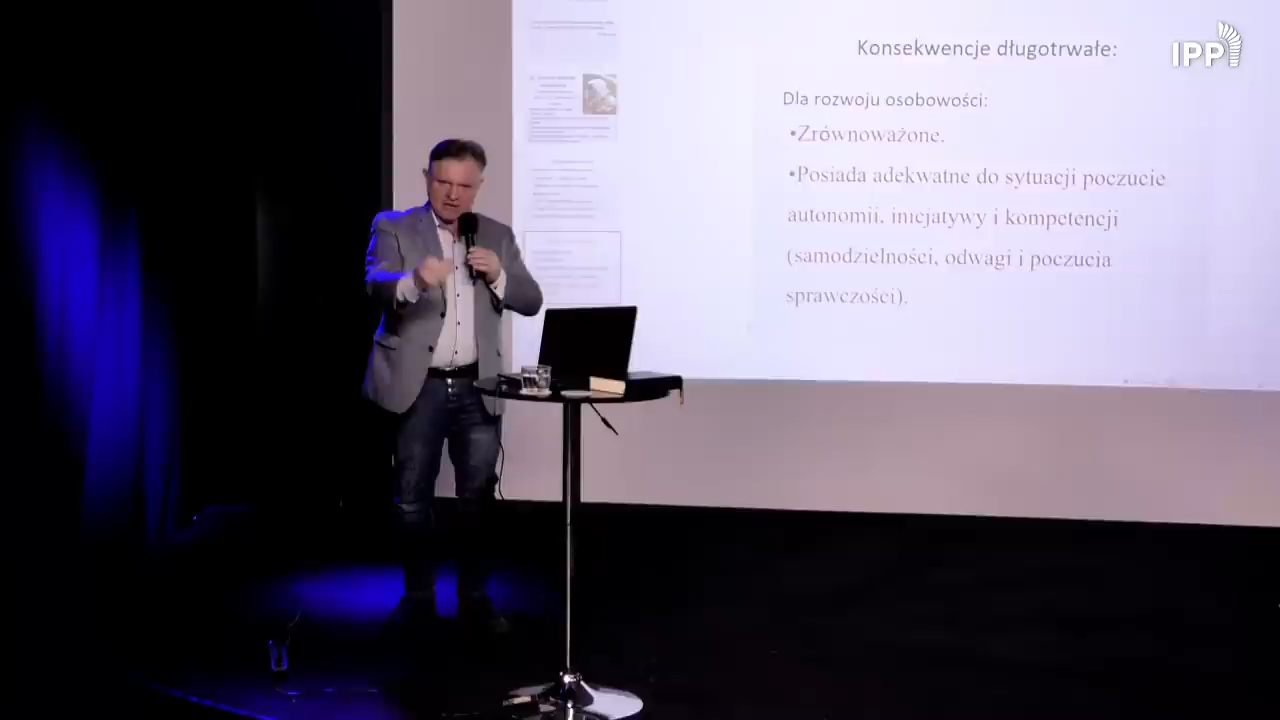 Konsekwencje długotrwałe:
IPP
Dla rozwoju osobowości:
•Zrównoważone.
•Posiada adekwatne do sytuacji poczucie
autonomii, inicjatywy i kompetencji
(samodzielności, odwagi i poczucia
sprawczości).